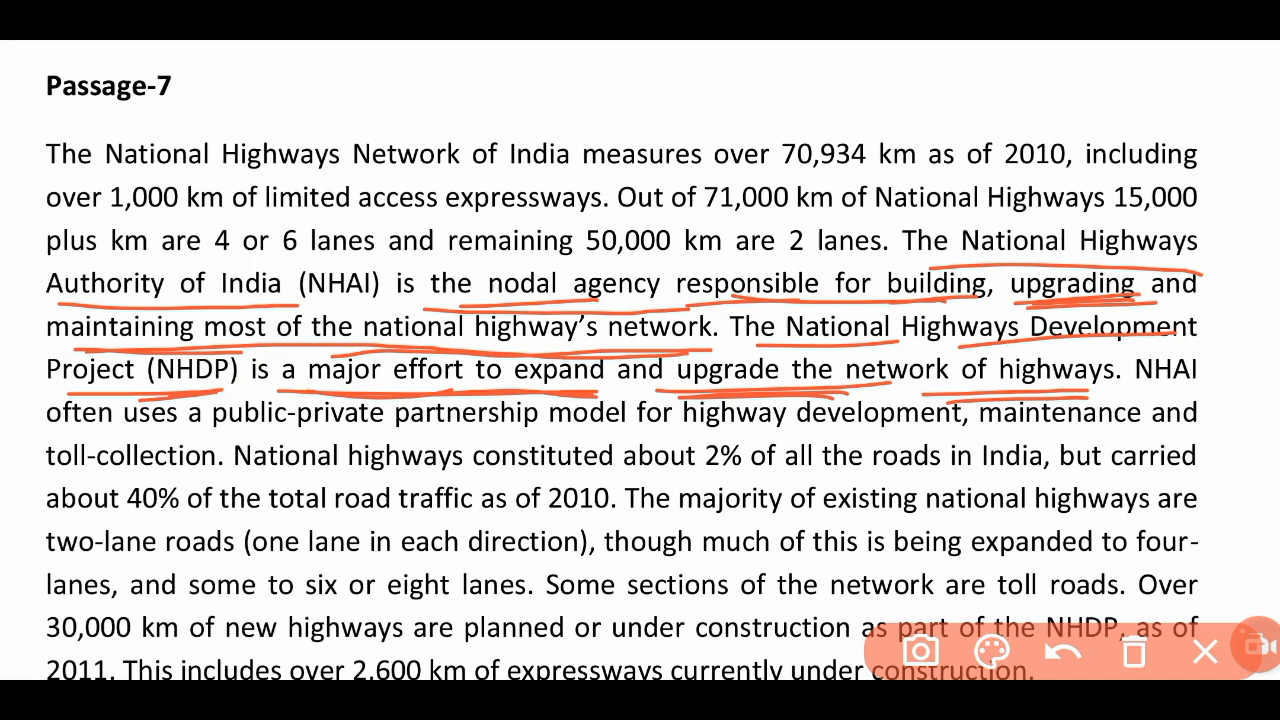 Passage-7
The National Highways Network of India measures over 70,934 km as of 2010, including
over 1,000 km of limited access expressways. Out of 71,000 km of National Highways 15,000
plus km are 4 or 6 lanes and remaining 50,000 km are 2 lanes. The National Highways
Authority of India (NHAI) is the nodal agency responsible for building, upgrading and
maintaining most of the national highway’s network. The National Highways Development
Project (NHDP) is a major effort to expand and upgrade the network of highways. NHAI
often uses a public-private partnership model for highway development, maintenance and
toll-collection. National highways constituted about 2% of all the roads in India, but carried
about 40% of the total road traffic as of 2010. The majority of existing national highways are
two-lane roads (one lane in each direction), though much of this is being expanded to four-
lanes, and some to six or eight lanes. Some sections of the network are toll roads. Over
30,000 km of new highways are planned or under construction as part of the NHDP, as of
2011. This includes over 2,600 km of expressways currently under construction.